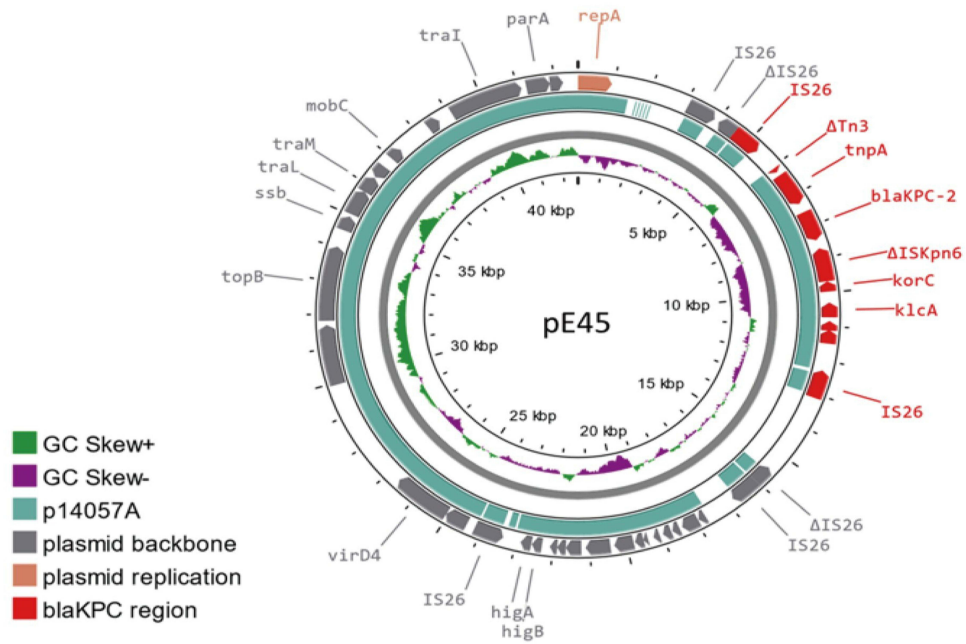 parA
repA
traI
IS26
ΔIS26
IS26
mobC
ΔTn3
traM
tnpA
traL
ssb
blaKPC-2
40 kbp
5 kbp
ΔISKpn6
35 kbp
korC
topB
10 kbp
klcA
pE45
30 kbp
15 kbp
IS26
25 kbp
20 kbp
GC Skew+
GC Skew-
p14057A
ΔIS26
plasmid backbone
IS26
virD4
plasmid replication
IS26
higA
blaKPC region
higB